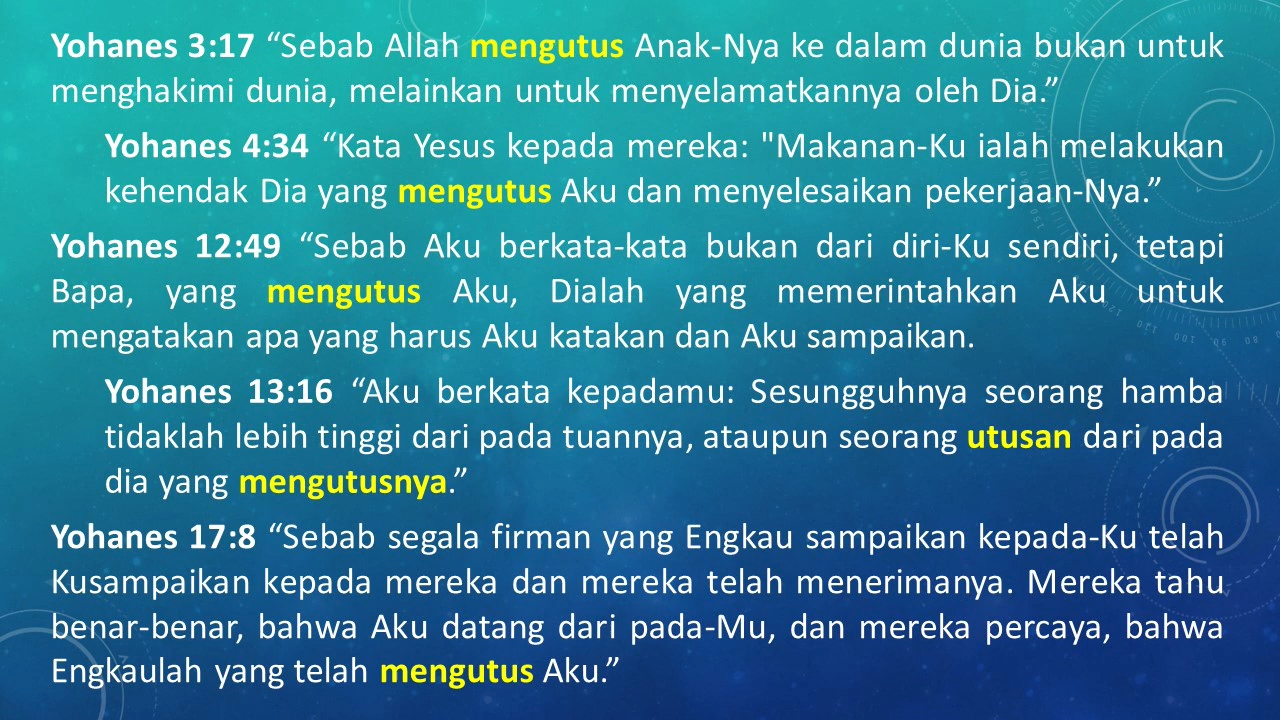 Yohanes 3:17 “Sebab Allah mengutus Anak-Nya ke dalam dunia bukan untuk
menghakimi dunia, melainkan untuk menyelamatkannya oleh Dia.”
Yohanes 4:34 “Kata Yesus kepada mereka: "Makanan-Ku ialah melakukan
kehendak Dia yang mengutus Aku dan menyelesaikan pekerjaan-Nya.”
Yohanes 12:49 “Sebab Aku berkata-kata bukan dari diri-Ku sendiri, tetapi
Bapa, yang mengutus Aku, Dialah yang memerintahkan Aku untuk
mengatakan apa yang harus Aku katakan dan Aku sampaikan.
Yohanes 13:16 “Aku berkata kepadamu: Sesungguhnya seorang hamba
tidaklah lebih tinggi dari pada tuannya, ataupun seorang utusan dari pada
dia yang mengutusnya.”
Yohanes 17:8 “Sebab segala firman yang Engkau sampaikan kepada-Ku telah
Kusampaikan kepada mereka dan mereka telah menerimanya. Mereka tahu
benar-benar, bahwa Aku datang dari pada-Mu, dan mereka percaya, bahwa
Engkaulah yang telah mengutus Aku.”